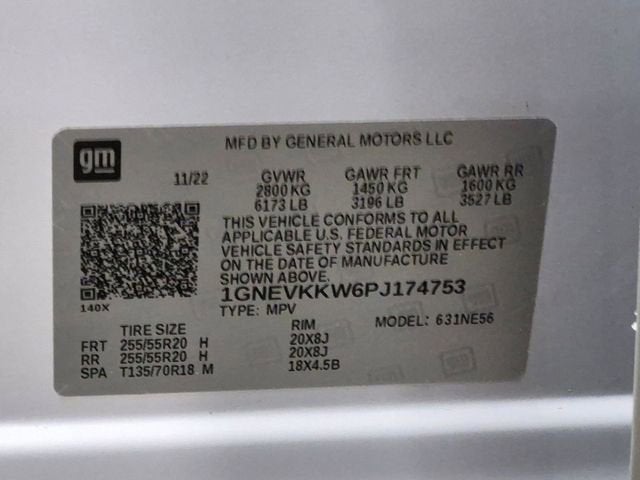 gm
MFD BY GENERAL MOTORS LLC
11/22 GVWR GAWR FRT GAWR RR
2800 KG 1450 KG 1600 KG
6173 LB 3196 LB 3527 LB
THIS VEHICLE CONFORMS TO ALL
APPLICABLE U.S. FEDERAL MOTOR
VEHICLE SAFETY STANDARDS IN EFFECT
ON THE DATE OF MANUFACTURE
SHOWN ABOVE.
140X
1GNEVKKW6PJ174753
TYPE: MPV MODEL: 631NE56
TIRE SIZE RIM
FRT 255/55R20 H 20X8J
RR 255/55R20 H 20X8J
SPA T135/70R18 M 18X4.5B